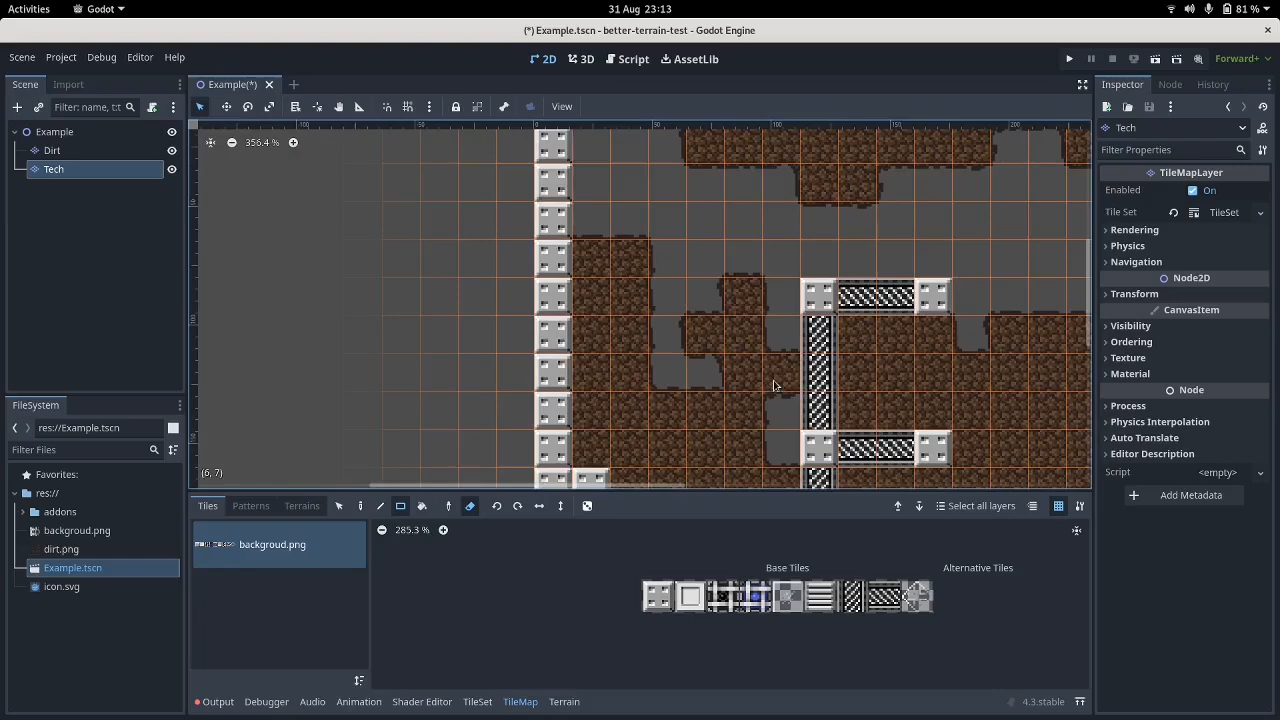 Activities Godot 31 Aug 23:13 81 %
(*) Example.tscn - better-terrain-test - Godot Engine
Scene Project Debug Editor Help 2D 3D Script AssetLib Forward+
Scene Import Example(*) Inspector Node History
Filter: name, t:t View
Example
Dirt
Tech
356.4 %
0 50 100 150 200
Tech
Filter Properties
TileMapLayer
Enabled On
Tile Set TileSet
Rendering
Physics
Navigation
Node2D
Transform
CanvasItem
Visibility
Ordering
Texture
Material
Node
Process
Physics Interpolation
Auto Translate
Editor Description
Script <empty>
Add Metadata
FileSystem
res://Example.tscn
Filter Files
Favorites:
res://
addons
backgroud.png
dirt.png
Example.tscn
icon.svg
(6, 7)
Tiles Patterns Terrains Select all layers
backgroud.png
285.3 %
Base Tiles Alternative Tiles
Output Debugger Audio Animation Shader Editor TileSet TileMap Terrain 4.3.stable